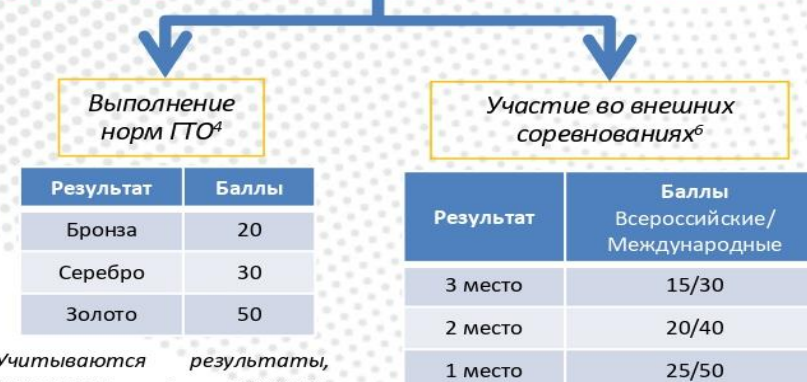 Выполнение
норм ГТО⁴
Результат Баллы
Бронза 20
Серебро 30
Золото 50
Учитываются результаты,
Участие во внешних
соревнованиях⁶
Результат
Баллы
Всероссийские/
Международные
3 место 15/30
2 место 20/40
1 место 25/50